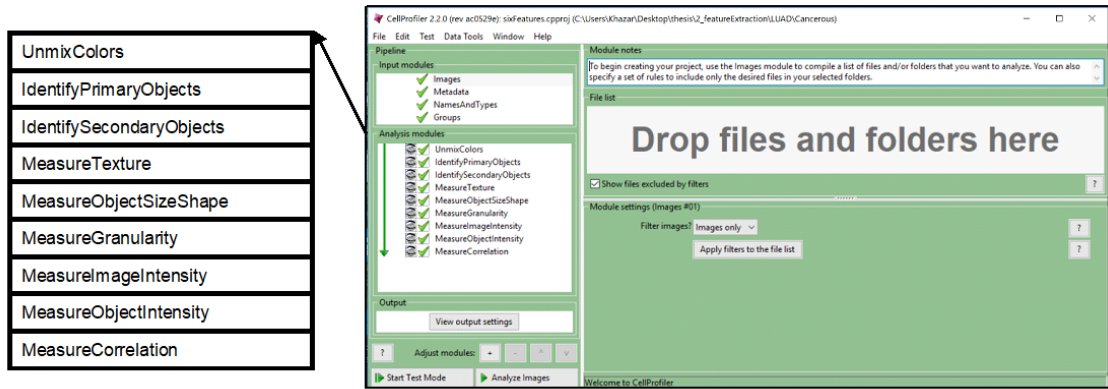 UnmixColors
IdentifyPrimaryObjects
IdentifySecondaryObjects
MeasureTexture
MeasureObjectSizeShape
MeasureGranularity
MeasureImageIntensity
MeasureObjectIntensity
MeasureCorrelation
CellProfiler 2.2.0 (rev ac0529e): sixFeatures.cpproj (C:\Users\Khazar\Desktop\thesis\2_featureExtraction\LUAD\Cancerous)
File Edit Test Data Tools Window Help
Pipeline
Input modules
Images
Metadata
NamesAndTypes
Groups
Analysis modules
UnmixColors
IdentifyPrimaryObjects
IdentifySecondaryObjects
MeasureTexture
MeasureObjectSizeShape
MeasureGranularity
MeasureImageIntensity
MeasureObjectIntensity
MeasureCorrelation
Output
View output settings
? Adjust modules: + - ^ v
Start Test Mode Analyze Images
Module notes
To begin creating your project, use the Images module to compile a list of files and/or folders that you want to analyze. You can also
specify a set of rules to include only the desired files in your selected folders.
File list
Drop files and folders here
Show files excluded by filters ?
Module settings (Images #01)
Filter images? Images only ?
Apply filters to the file list ?
Welcome to CellProfiler